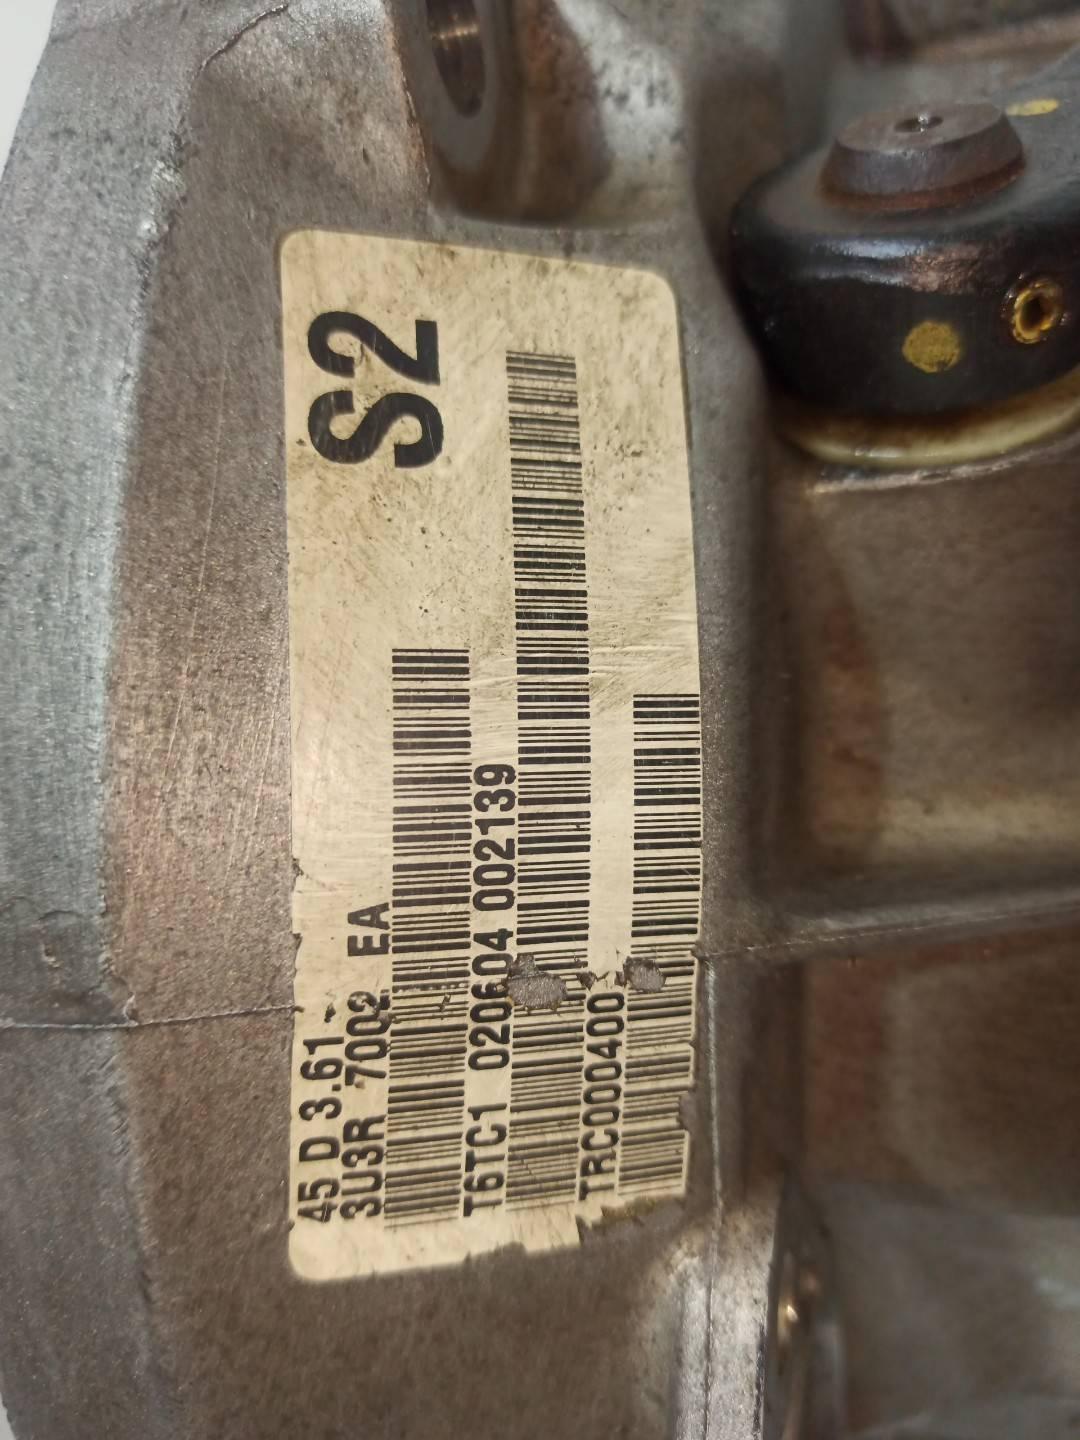 S2
45 D 3.61
3U3R 7002 EA
T6TC1 020604 002139
TRC000400